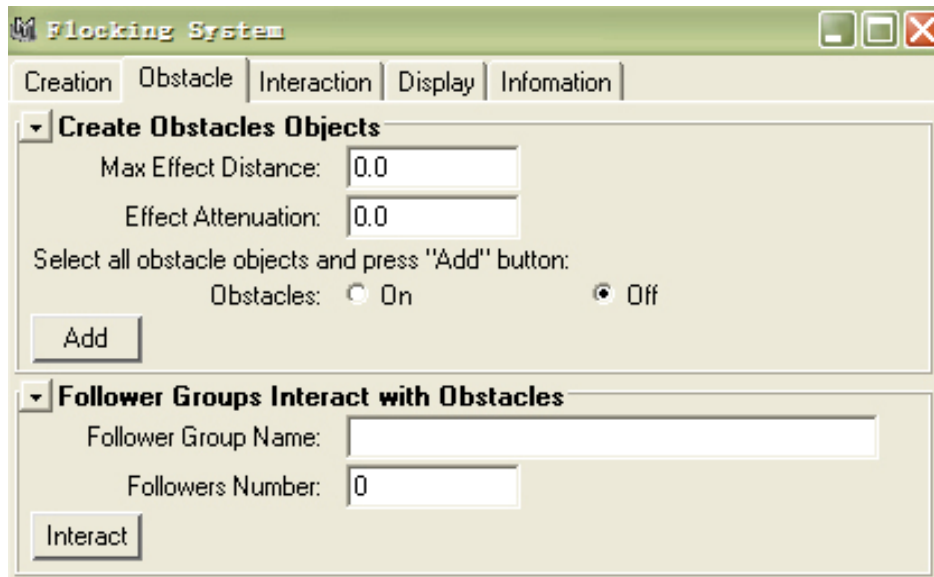 Flocking System
Creation Obstacle Interaction Display Infomation
Create Obstacles Objects
Max Effect Distance: 0.0
Effect Attenuation: 0.0
Select all obstacle objects and press "Add" button:
Obstacles: On Off
Add
Follower Groups Interact with Obstacles
Follower Group Name:
Followers Number: 0
Interact